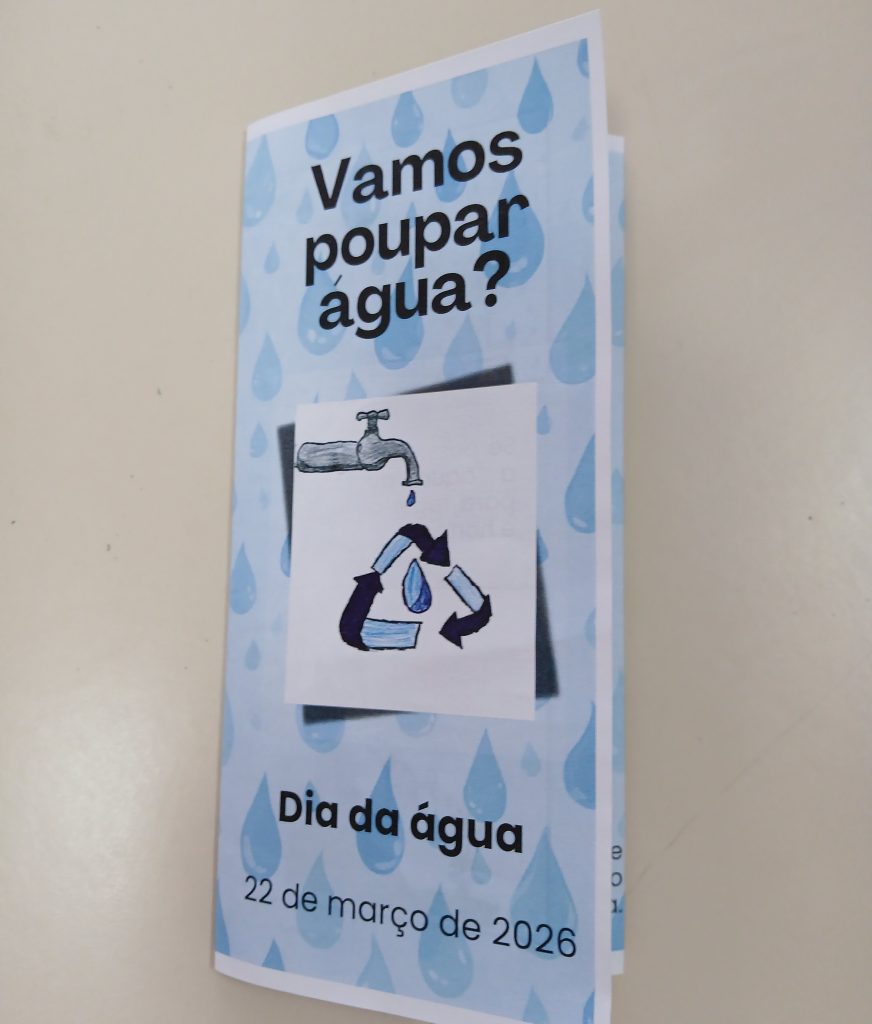 Vamos
poupar
água?
Dia da água
22 de março de 2026